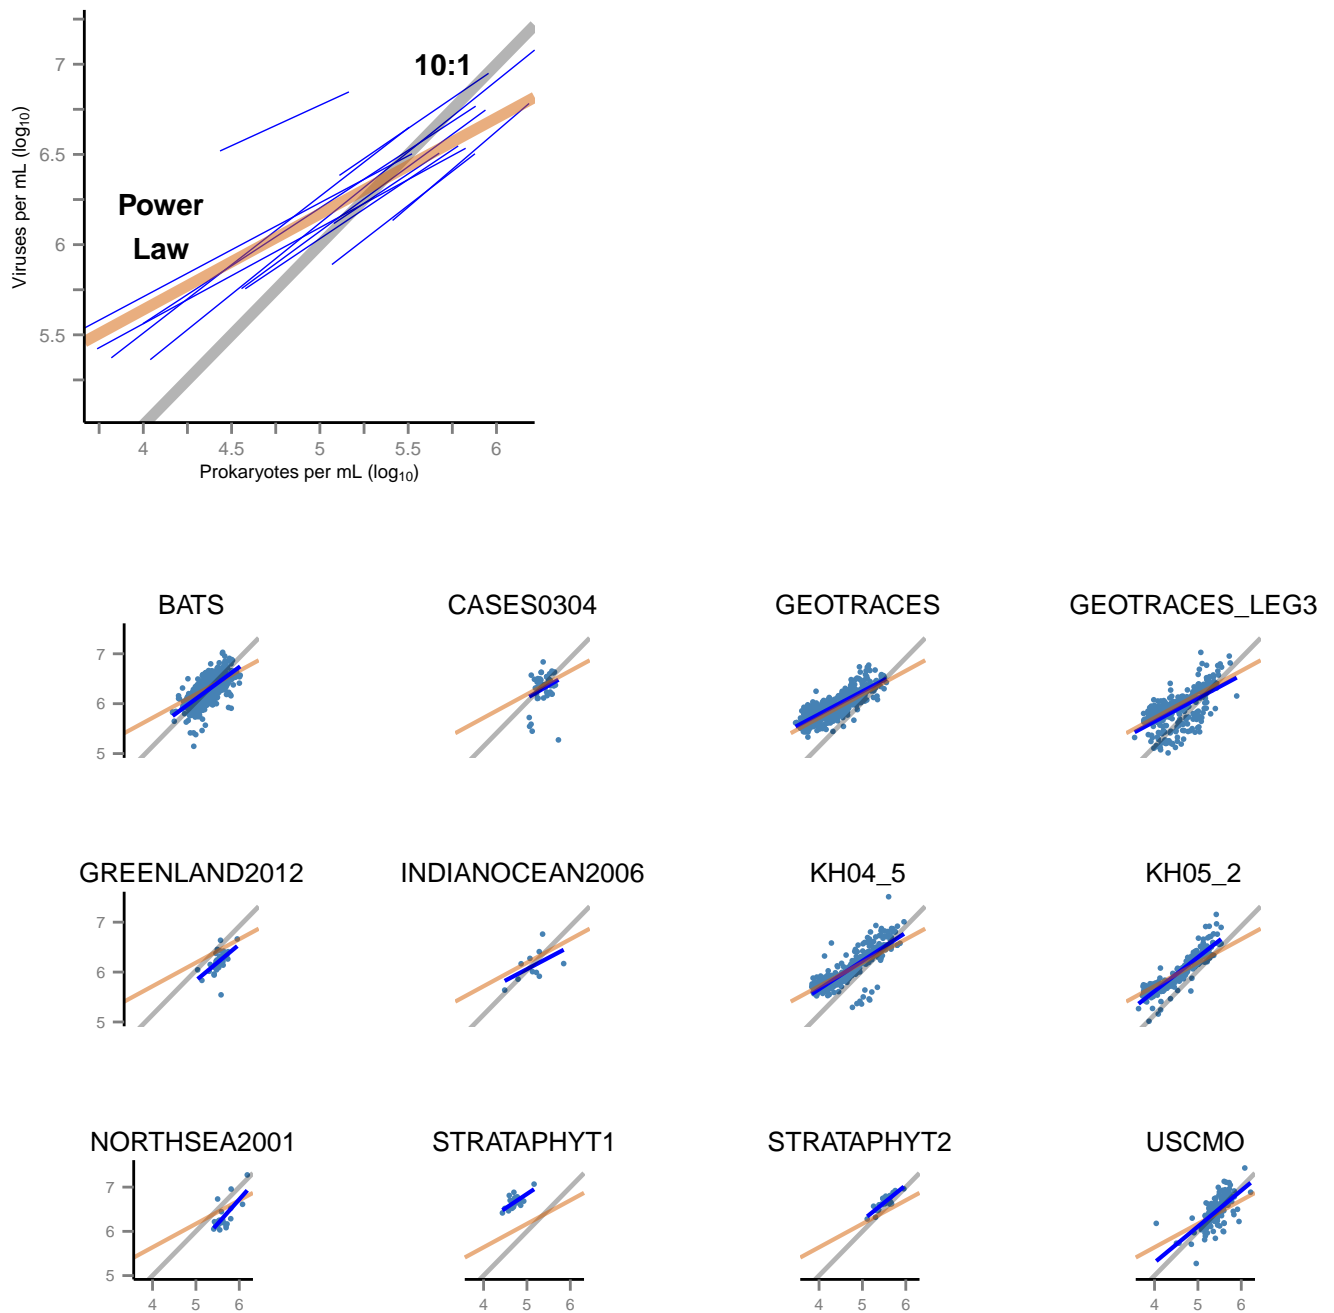 7
6.5
6
5.5
Viruses per mL (log10)
10:1
Power
Law
4
4.5
5
5.5
6
Prokaryotes per mL (log10)
BATS
CASES0304
GEOTRACES
GEOTRACES_LEG3
7
6
5
GREENLAND2012
INDIANOCEAN2006
KH04_5
KH05_2
7
6
5
NORTHSEA2001
STRATAPHYT1
STRATAPHYT2
USCMO
7
6
5
4 5 6
4 5 6
4 5 6
4 5 6